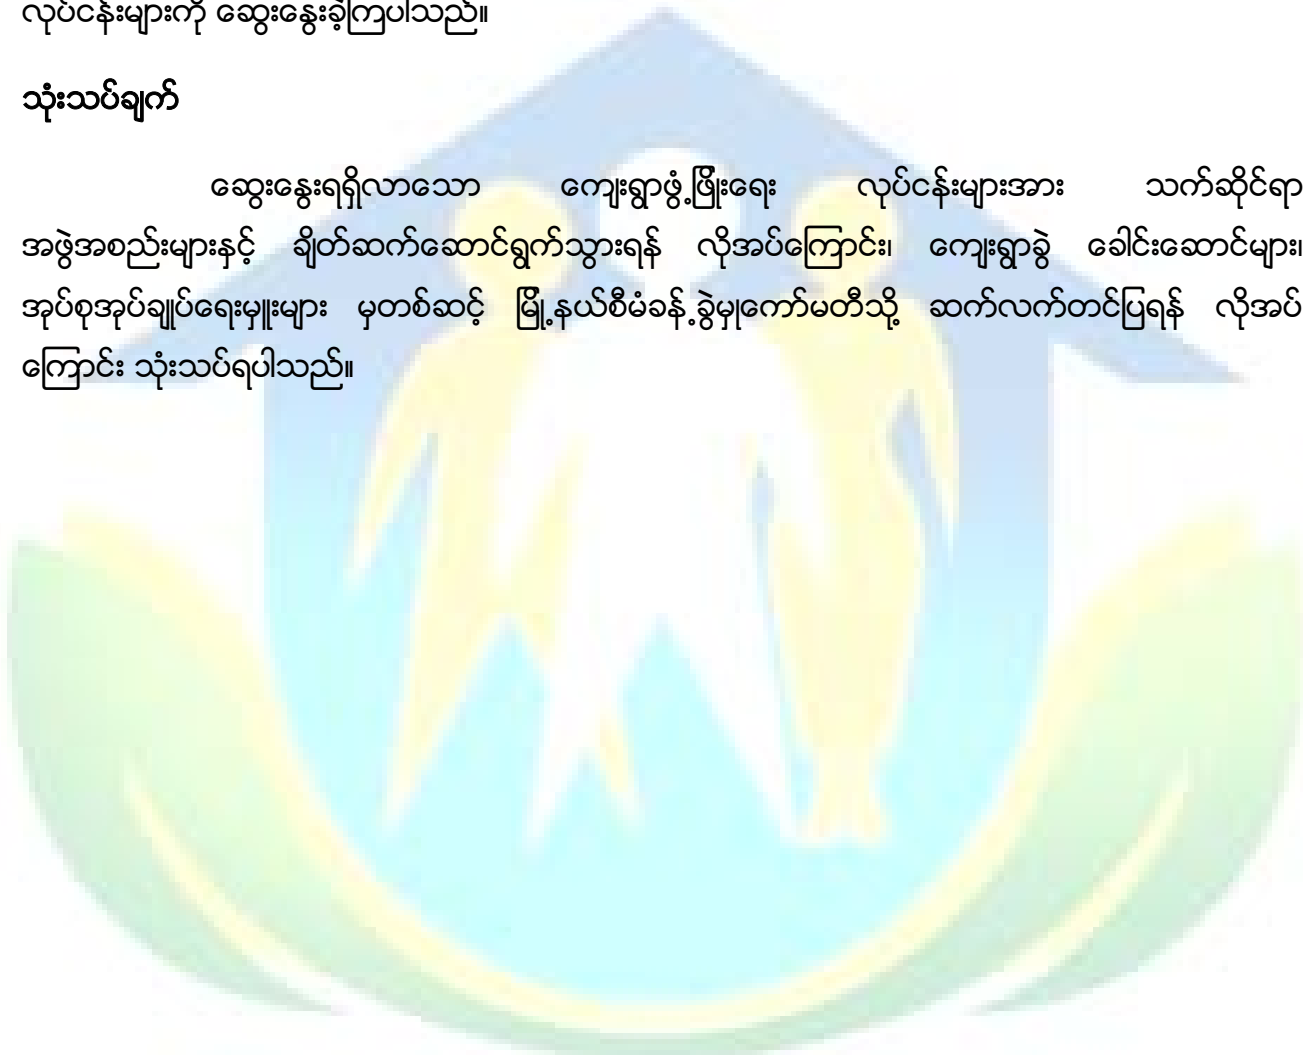 လုပ်ငန်းများကို ဆွေးနွေးခဲ့ကြပါသည်။
သုံးသပ်ချက်
ဆွေးနွေးရရှိလာသော ကျေးရွာဖွံ့ဖြိုးရေး လုပ်ငန်းများအား သက်ဆိုင်ရာ
အဖွဲအစည်းများနှင့် ချိတ်ဆက်ဆောင်ရွက်သွားရန် လိုအပ်ကြောင်း၊ ကျေးရွာခွဲ ခေါင်းဆောင်များ၊
အုပ်စုအုပ်ချုပ်ရေးမှူးများ မှတစ်ဆင့် မြို့နယ်စီမံခန့်ခွဲမှုကော်မတီသို့ ဆက်လက်တင်ပြရန် လိုအပ်
ကြောင်း သုံးသပ်ရပါသည်။